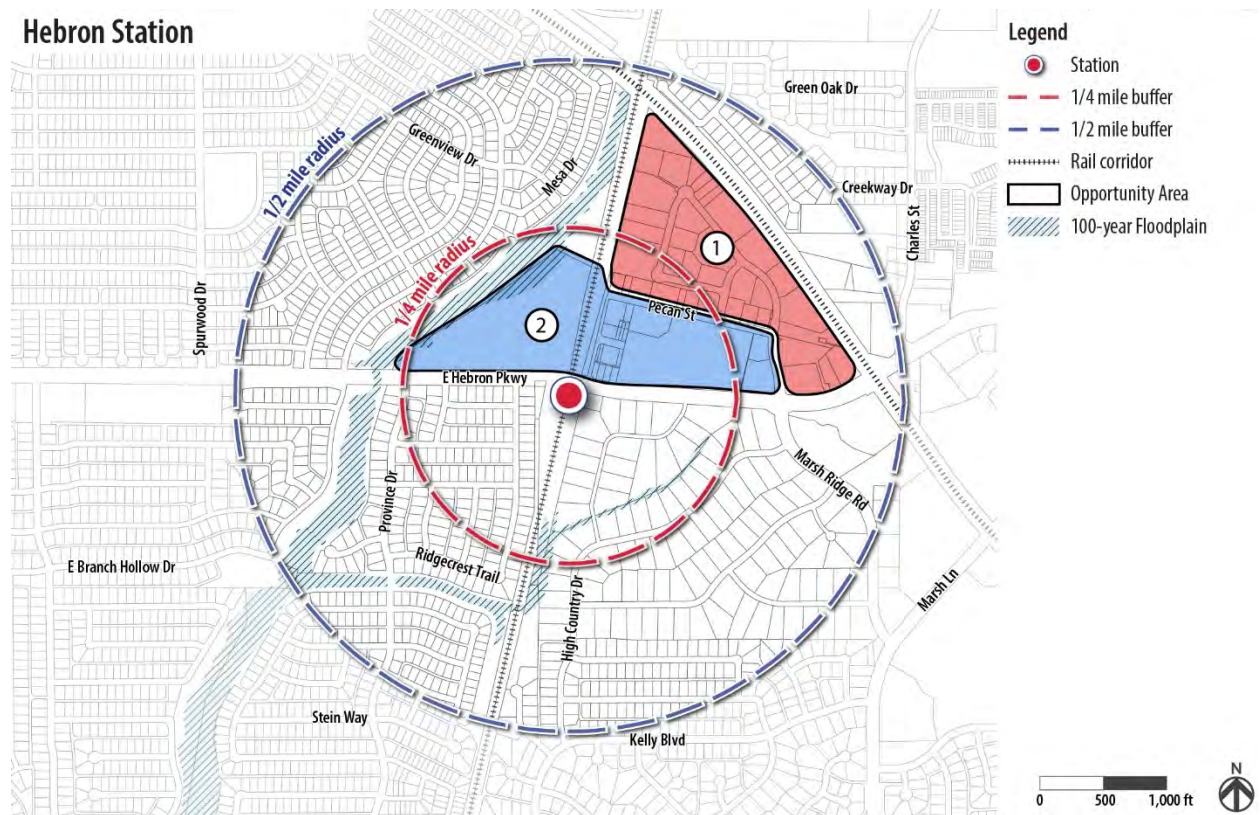 Hebron Station
Legend
Station
1/4 mile buffer
1/2 mile buffer
Rail corridor
Opportunity Area
100-year Floodplain
Green Oak Dr
Greenview Dr
Mesa Dr
1/2 mile radius
Creekway Dr
Charles St
1
1/4 mile radius
Pecan St
2
Spurwood Dr
E Hebron Pkwy
Marsh Ridge Rd
Province Dr
E Branch Hollow Dr
Ridgecrest Trail
High Country Dr
Marsh Ln
Stein Way
Kelly Blvd
N
0 500 1,000 ft